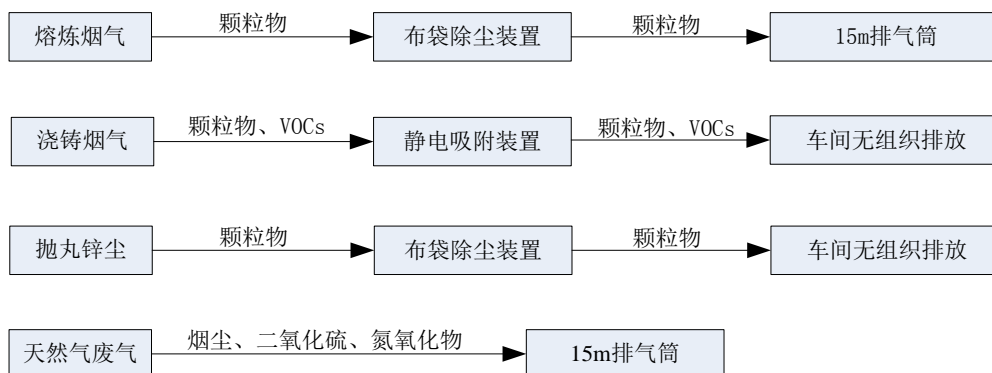 熔炼烟气 颗粒物 布袋除尘装置 颗粒物 15m排气筒
浇铸烟气 颗粒物、VOCs 静电吸附装置 颗粒物、VOCs 车间无组织排放
抛丸锌尘 颗粒物 布袋除尘装置 颗粒物 车间无组织排放
天然气废气 烟尘、二氧化硫、氮氧化物 15m排气筒